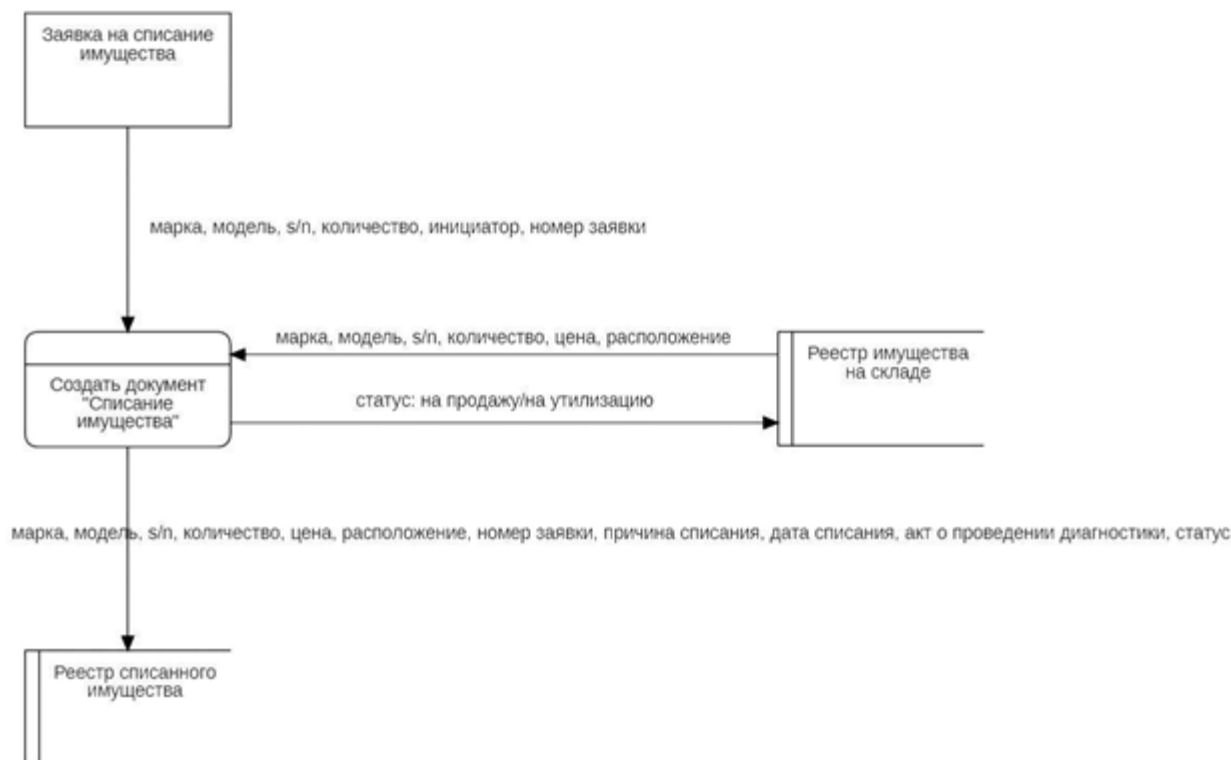 Заявка на списание
имущества
марка, модель, s/n, количество, инициатор, номер заявки
марка, модель, s/n, количество, цена, расположение
Реестр имущества
на складе
Создать документ
"Списание
имущества"
статус: на продажу/на утилизацию
марка, модель, s/n, количество, цена, расположение, номер заявки, причина списания, дата списания, акт о проведении диагностики, статус
Реестр списанного
имущества